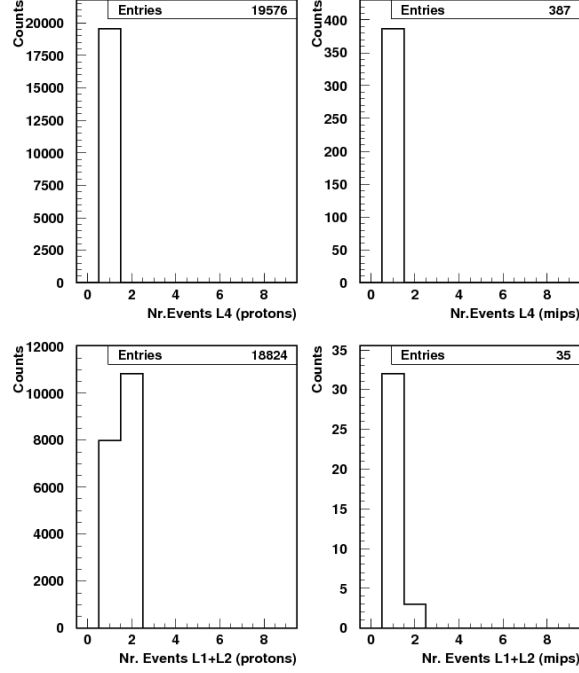 Entries 19576
Counts
20000
17500
15000
12500
10000
7500
5000
2500
0
0 2 4 6 8
Nr.Events L4 (protons)
Entries 387
Counts
400
350
300
250
200
150
100
50
0
0 2 4 6 8
Nr.Events L4 (mips)
Entries 18824
Counts
12000
10000
8000
6000
4000
2000
0
0 2 4 6 8
Nr. Events L1+L2 (protons)
Entries 35
Counts
35
30
25
20
15
10
5
0
0 2 4 6 8
Nr. Events L1+L2 (mips)